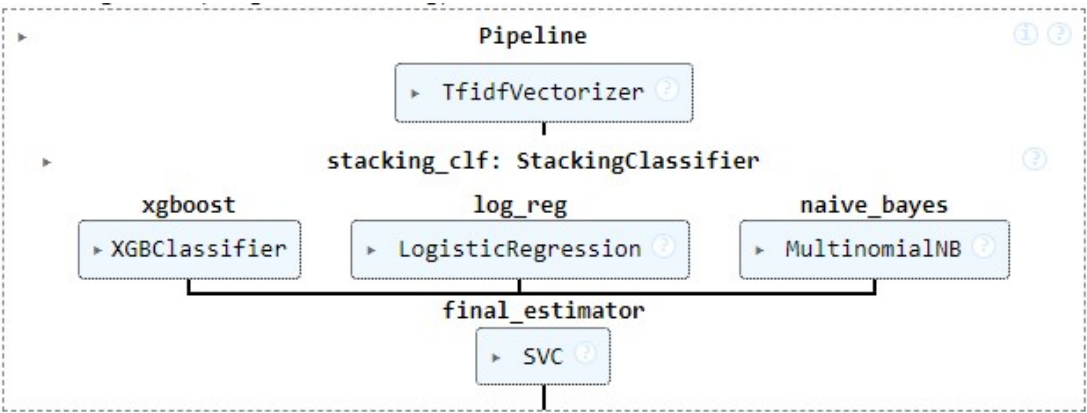 Pipeline
TfidfVectorizer
stacking_clf: StackingClassifier
xgboost
log_reg
naive_bayes
XGBClassifier
LogisticRegression
MultinomialNB
final_estimator
SVC